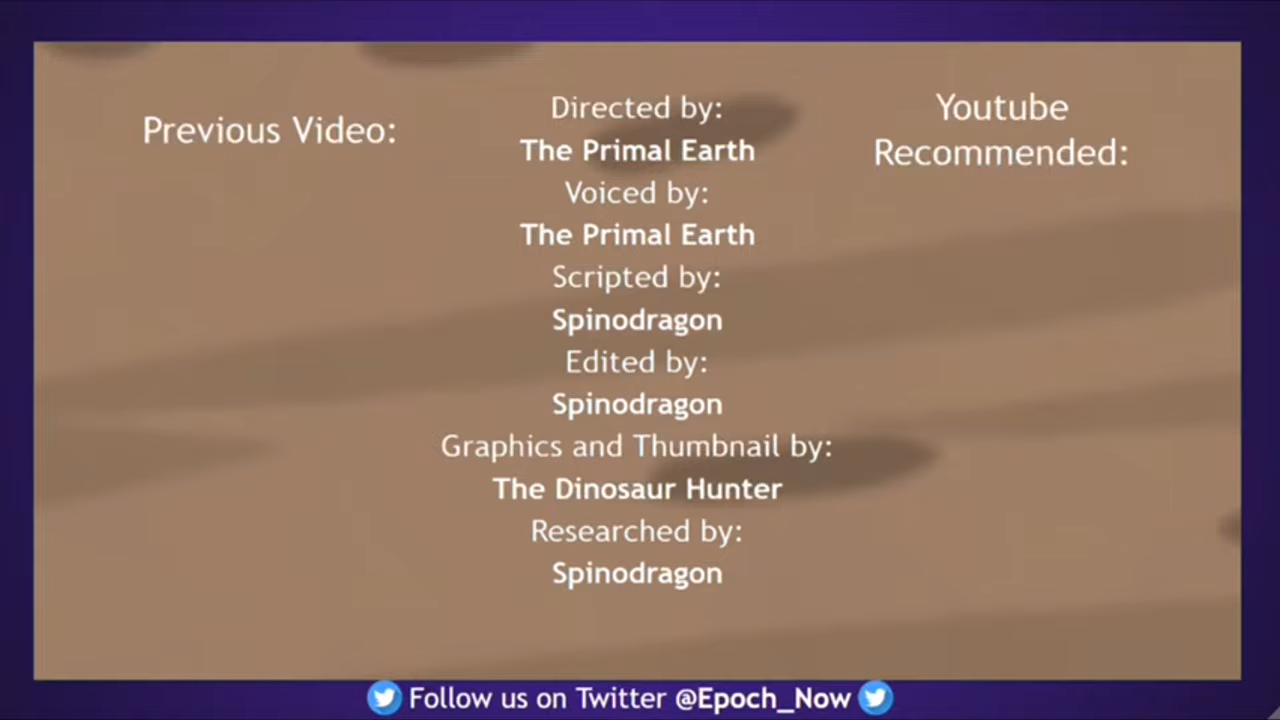 Previous Video:
Directed by:
The Primal Earth
Voiced by:
The Primal Earth
Scripted by:
Spinodragon
Edited by:
Spinodragon
Graphics and Thumbnail by:
The Dinosaur Hunter
Researched by:
Spinodragon
Youtube
Recommended:
Follow us on Twitter @Epoch_Now